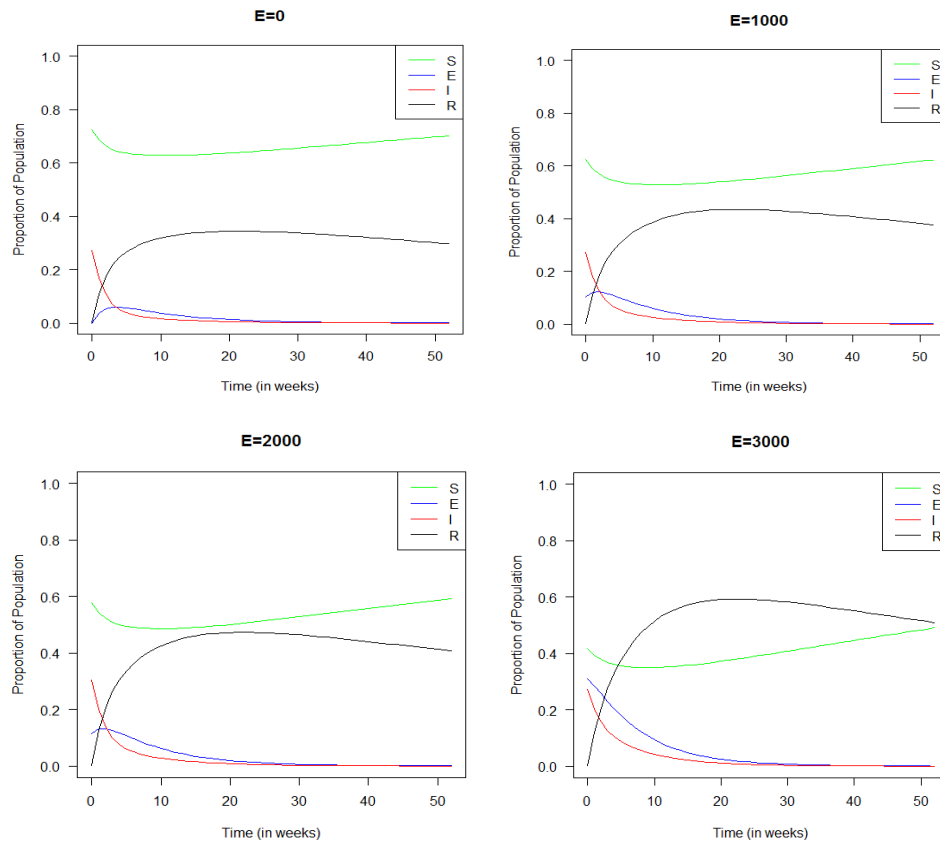 E=0
1.0
0.8
0.6
0.4
0.2
0.0
Proportion of Population
S
E
I
R
0 10 20 30 40 50
Time (in weeks)
E=1000
1.0
0.8
0.6
0.4
0.2
0.0
Proportion of Population
S
E
I
R
0 10 20 30 40 50
Time (in weeks)
E=2000
1.0
0.8
0.6
0.4
0.2
0.0
Proportion of Population
S
E
I
R
0 10 20 30 40 50
Time (in weeks)
E=3000
1.0
0.8
0.6
0.4
0.2
0.0
Proportion of Population
S
E
I
R
0 10 20 30 40 50
Time (in weeks)